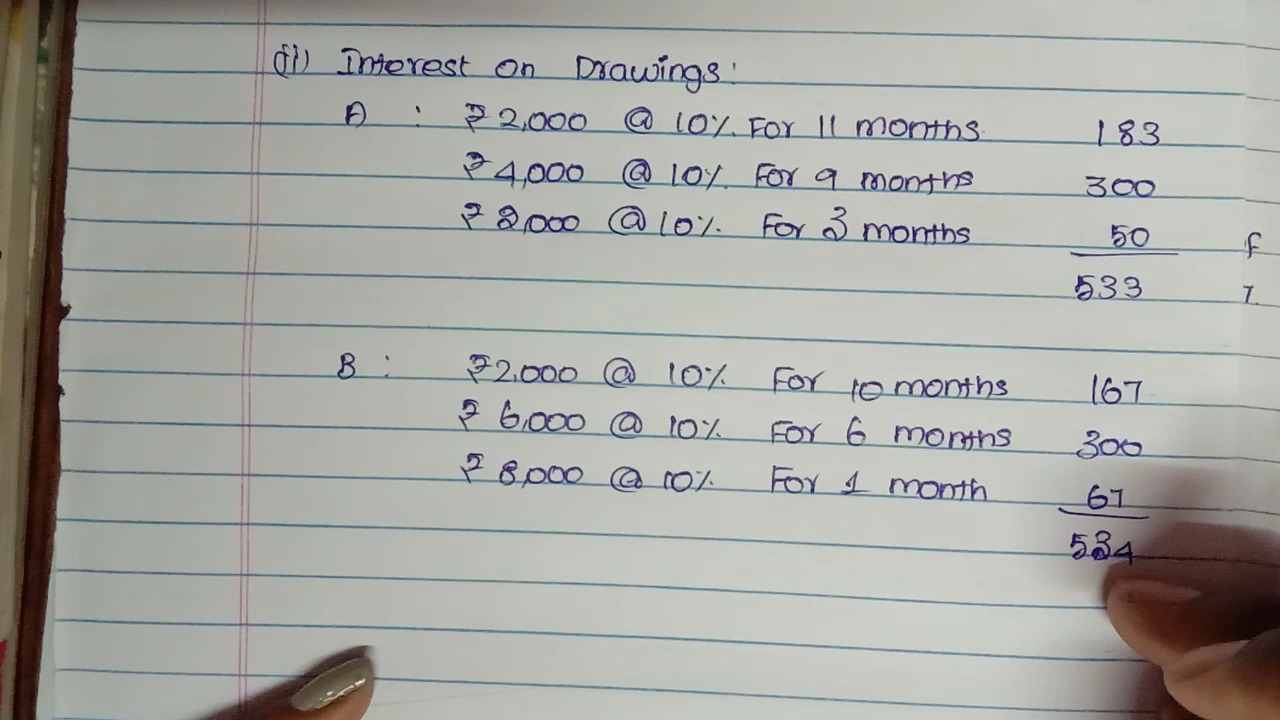 (ii) Interest on Drawings:
A : ₹2,000 @ 10% For 11 months 183
₹4,000 @ 10% For 9 months 300
₹2,000 @ 10% For 3 months 50
533
B : ₹2,000 @ 10% For 10 months 167
₹6,000 @ 10% For 6 months 300
₹8,000 @ 10% For 1 month 67
534